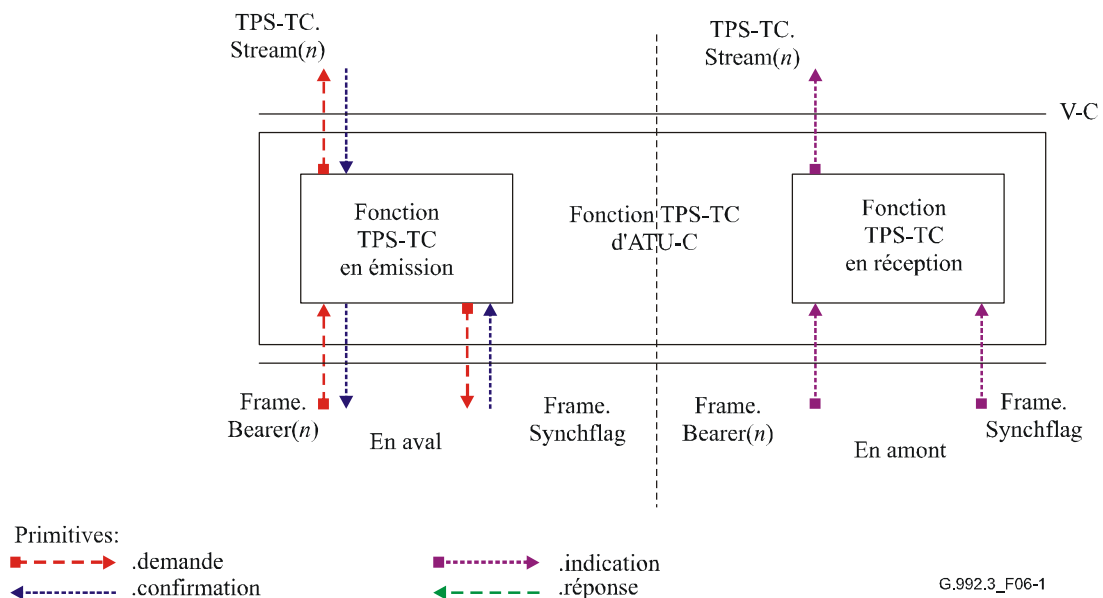 TPS-TC.
Stream(n)
TPS-TC.
Stream(n)
V-C
Fonction
TPS-TC
en émission
Fonction TPS-TC
d'ATU-C
Fonction
TPS-TC
en réception
Frame.
Bearer(n)
En aval
Frame.
Synchflag
Frame.
Bearer(n)
En amont
Frame.
Synchflag
Primitives:
.demande
.confirmation
.indication
.réponse
G.992.3_F06-1